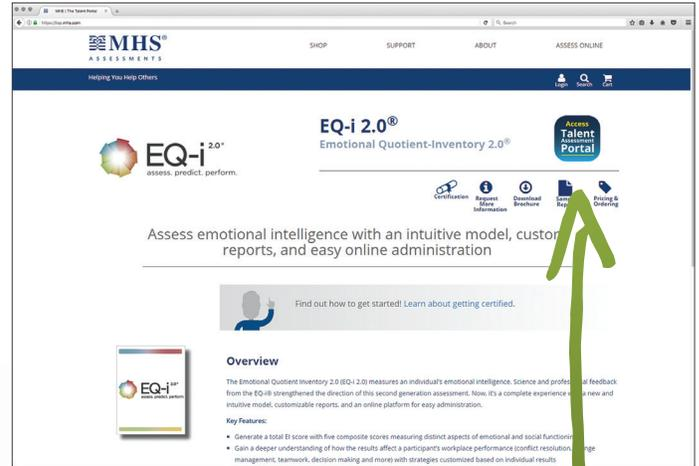 MHS | The Talent Portal
https://tap.mhs.com
Search
MHS®
ASSESSMENTS
SHOP SUPPORT ABOUT ASSESS ONLINE
Helping You Help Others
Login Search Cart
EQ-i 2.0®
Emotional Quotient-Inventory 2.0®
Access
Talent
Assessment
Portal
EQ-i 2.0®
assess. predict. perform.
Certification
Request
More
Information
Download
Brochure
Pricing &
Ordering
Assess emotional intelligence with an intuitive model,
reports, and easy online administration
Find out how to get started! Learn about getting certified.
EQ-i 2.0®
assess. predict. perform.
Overview
The Emotional Quotient Inventory 2.0 (EQ-i 2.0) measures an individual's emotional intelligence. Science and feedback
from the EQ-i® strengthened the direction of this second generation assessment. Now, it's a complete experience new and
intuitive model, customizable reports, and an online platform for easy administration.
Key Features:
Generate a total EI score with five composite scores measuring distinct aspects of emotional and social
Gain a deeper understanding of how the results affect a participant's workplace performance (conflict resolution,
management, teamwork, decision making and more) with strategies customized based on individual results